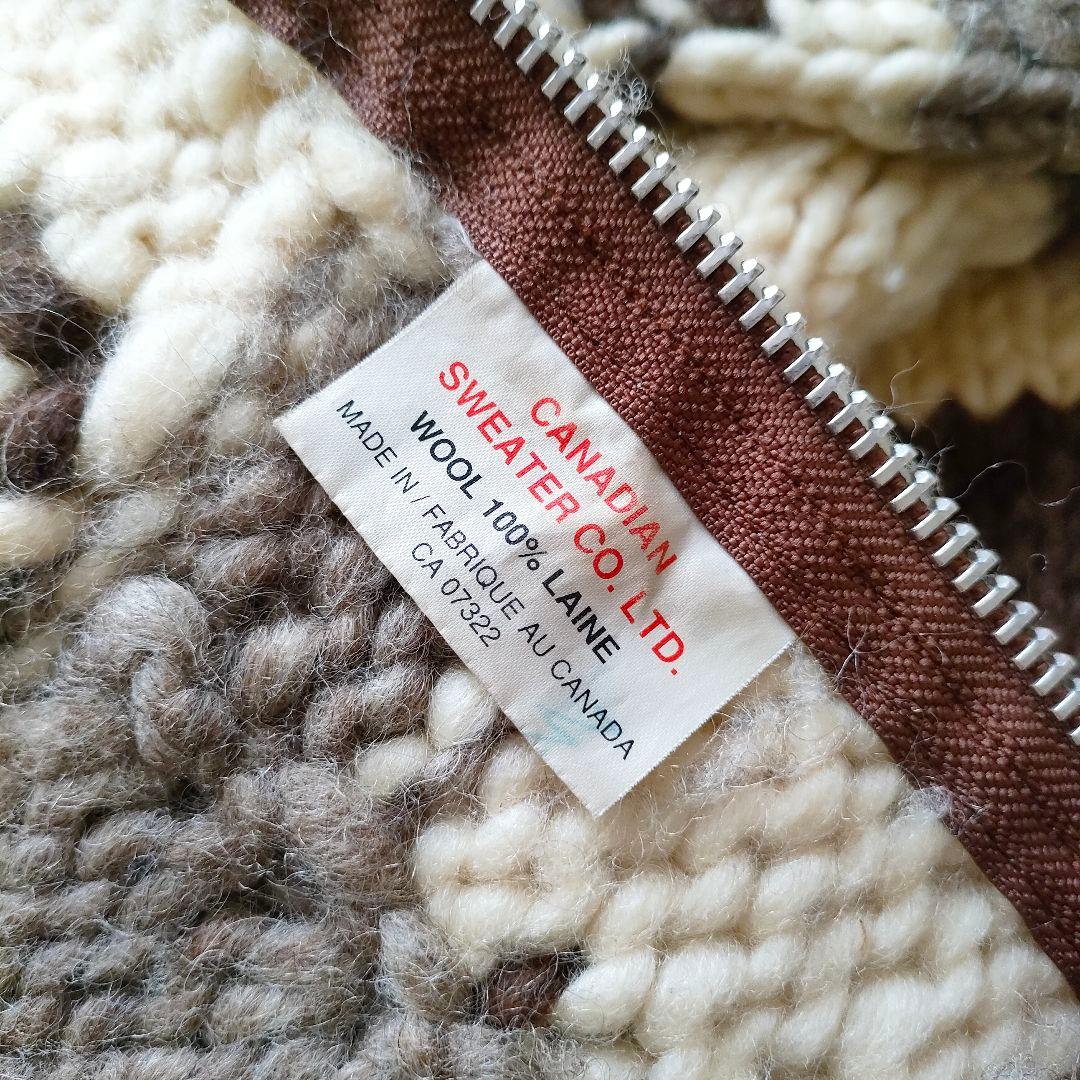 CANADIAN
SWEATER CO. LTD.
WOOL 100% LAINE
MADE IN / FABRIQUE AU CANADA
CA 07322